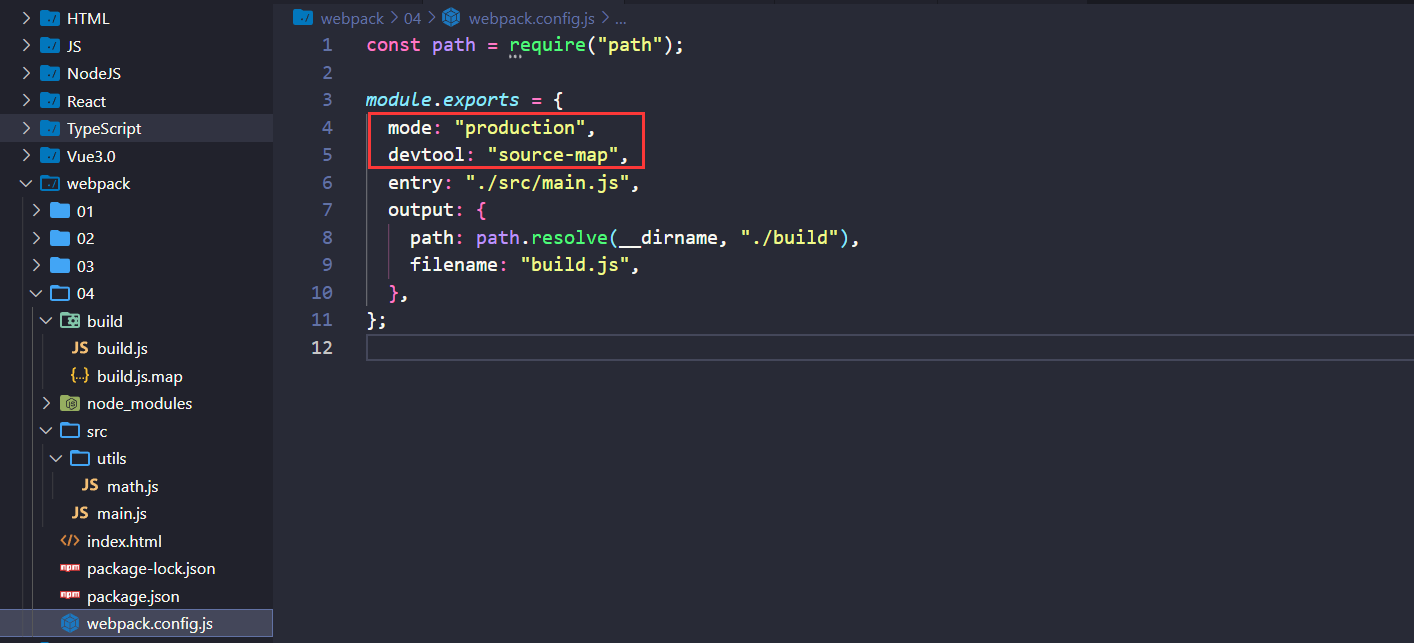 HTML
JS
NodeJS
React
TypeScript
Vue3.0
webpack
01
02
03
04
build
JS build.js
{...} build.js.map
node_modules
src
utils
JS math.js
JS main.js
</> index.html
npm package-lock.json
npm package.json
webpack.config.js
webpack > 04 > webpack.config.js > ...
1 const path = require("path");
2
3 module.exports = {
4 mode: "production",
5 devtool: "source-map",
6 entry: "./src/main.js",
7 output: {
8 path: path.resolve(__dirname, "./build"),
9 filename: "build.js",
10 },
11 };
12